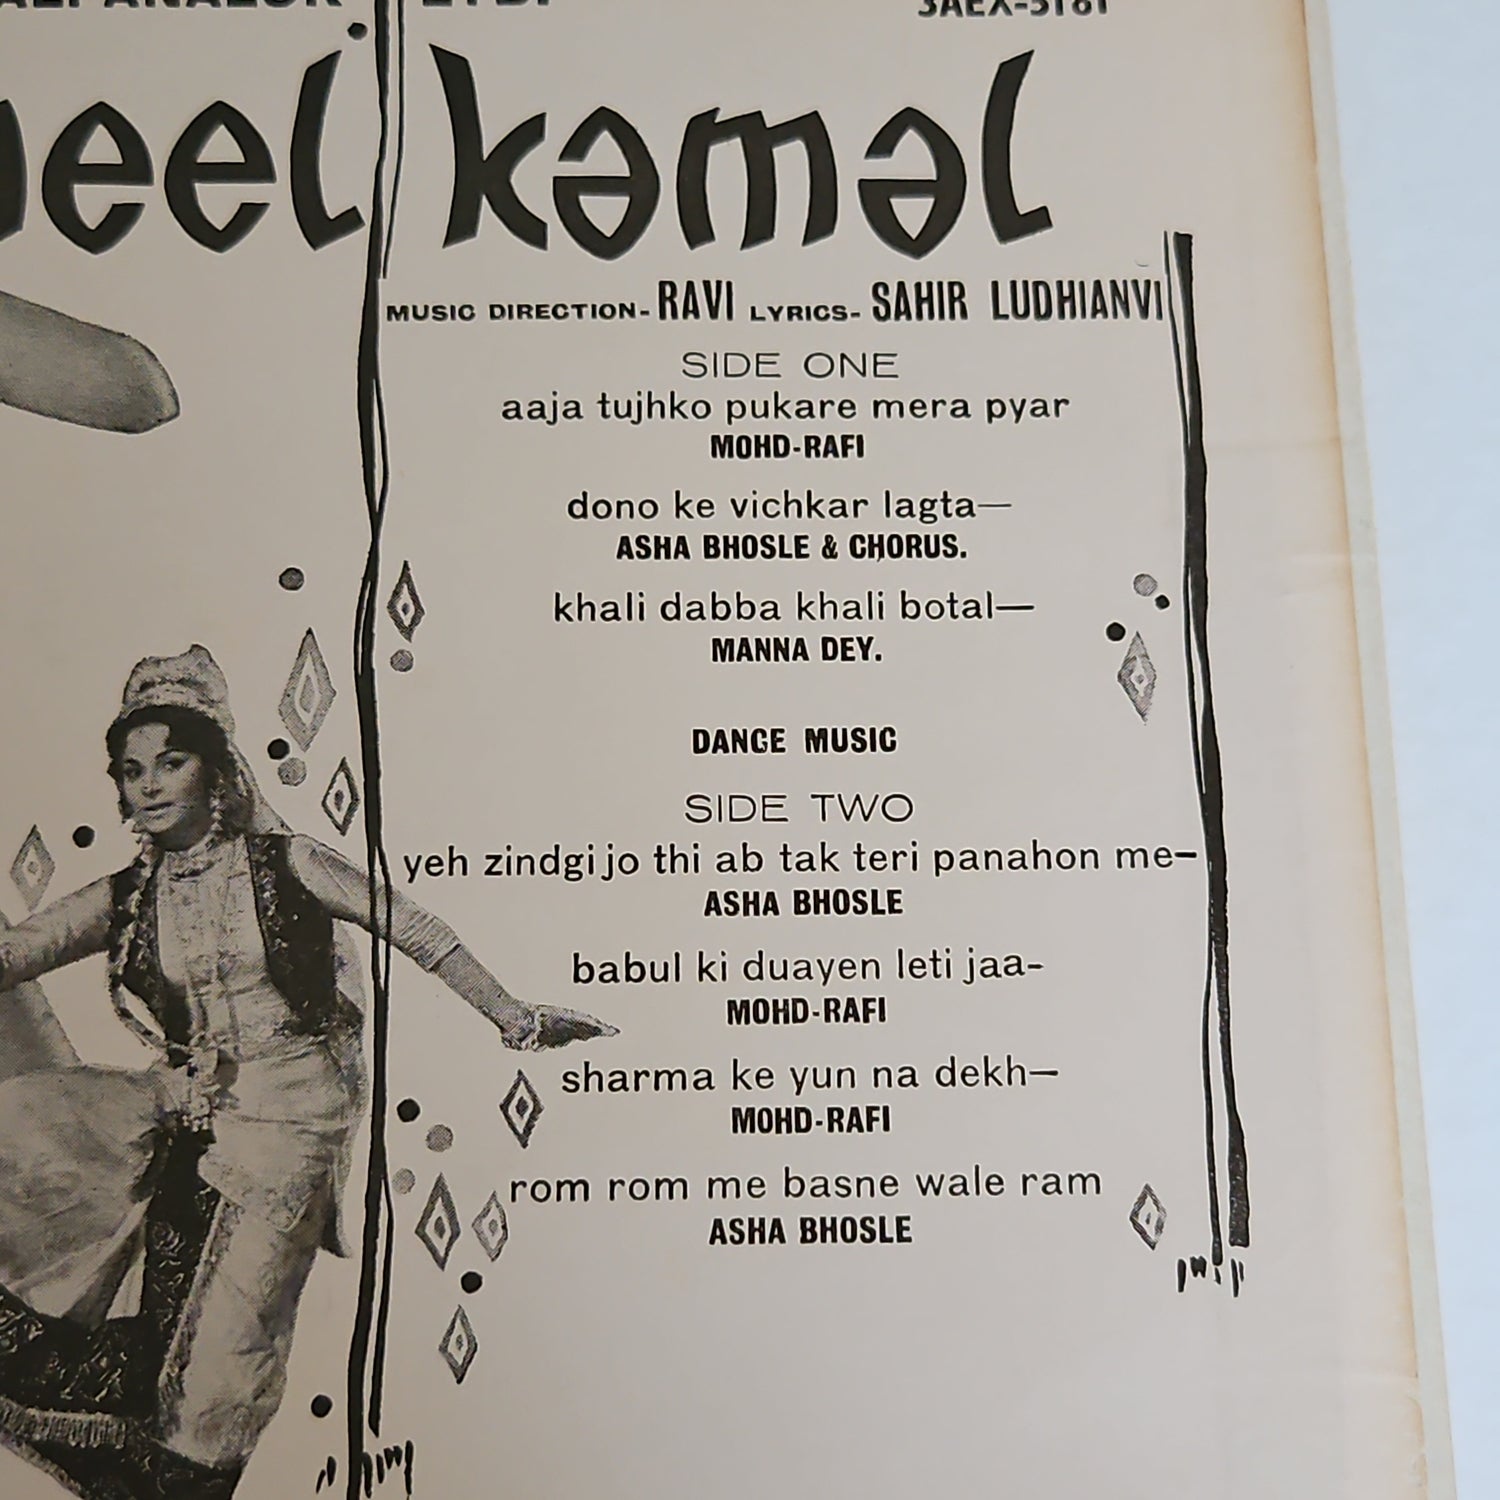 LTD. 3AEX-5161
neel kamal
MUSIC DIRECTION- RAVI LYRICS- SAHIR LUDHIANVI
SIDE ONE
aaja tujhko pukare mera pyar
MOHD-RAFI
dono ke vichkar lagta—
ASHA BHOSLE & CHORUS.
khali dabba khali botal—
MANNA DEY.
DANCE MUSIC
SIDE TWO
yeh zindgi jo thi ab tak teri panahon me-
ASHA BHOSLE
babul ki duayen leti jaa-
MOHD-RAFI
sharma ke yun na dekh—
MOHD-RAFI
rom rom me basne wale ram
ASHA BHOSLE